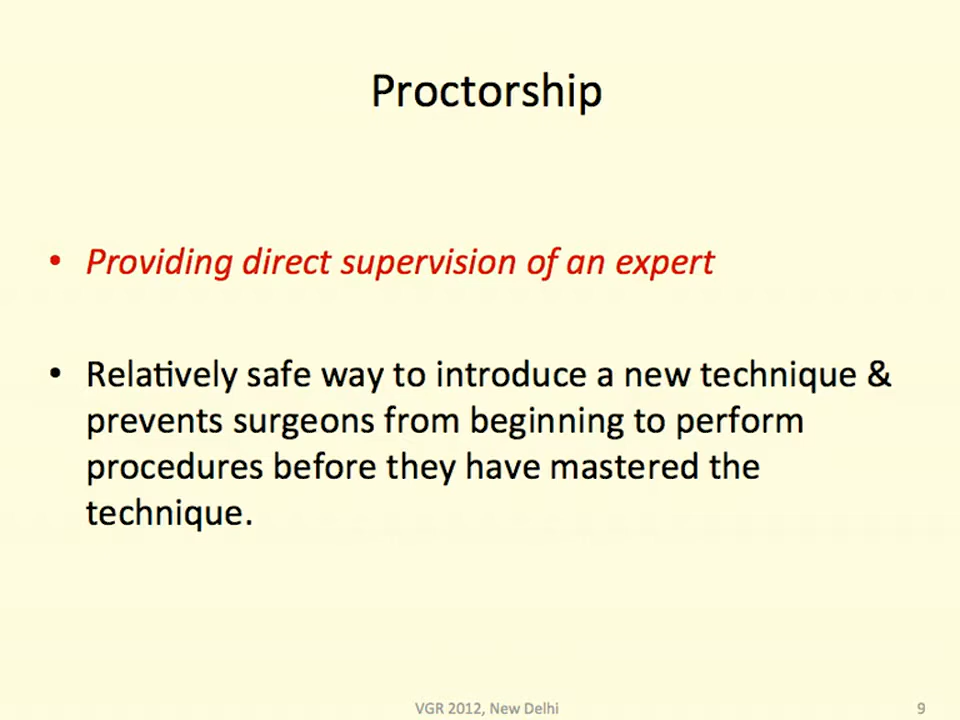 Proctorship
• Providing direct supervision of an expert
• Relatively safe way to introduce a new technique &
prevents surgeons from beginning to perform
procedures before they have mastered the
technique.
VGR 2012, New Delhi
9